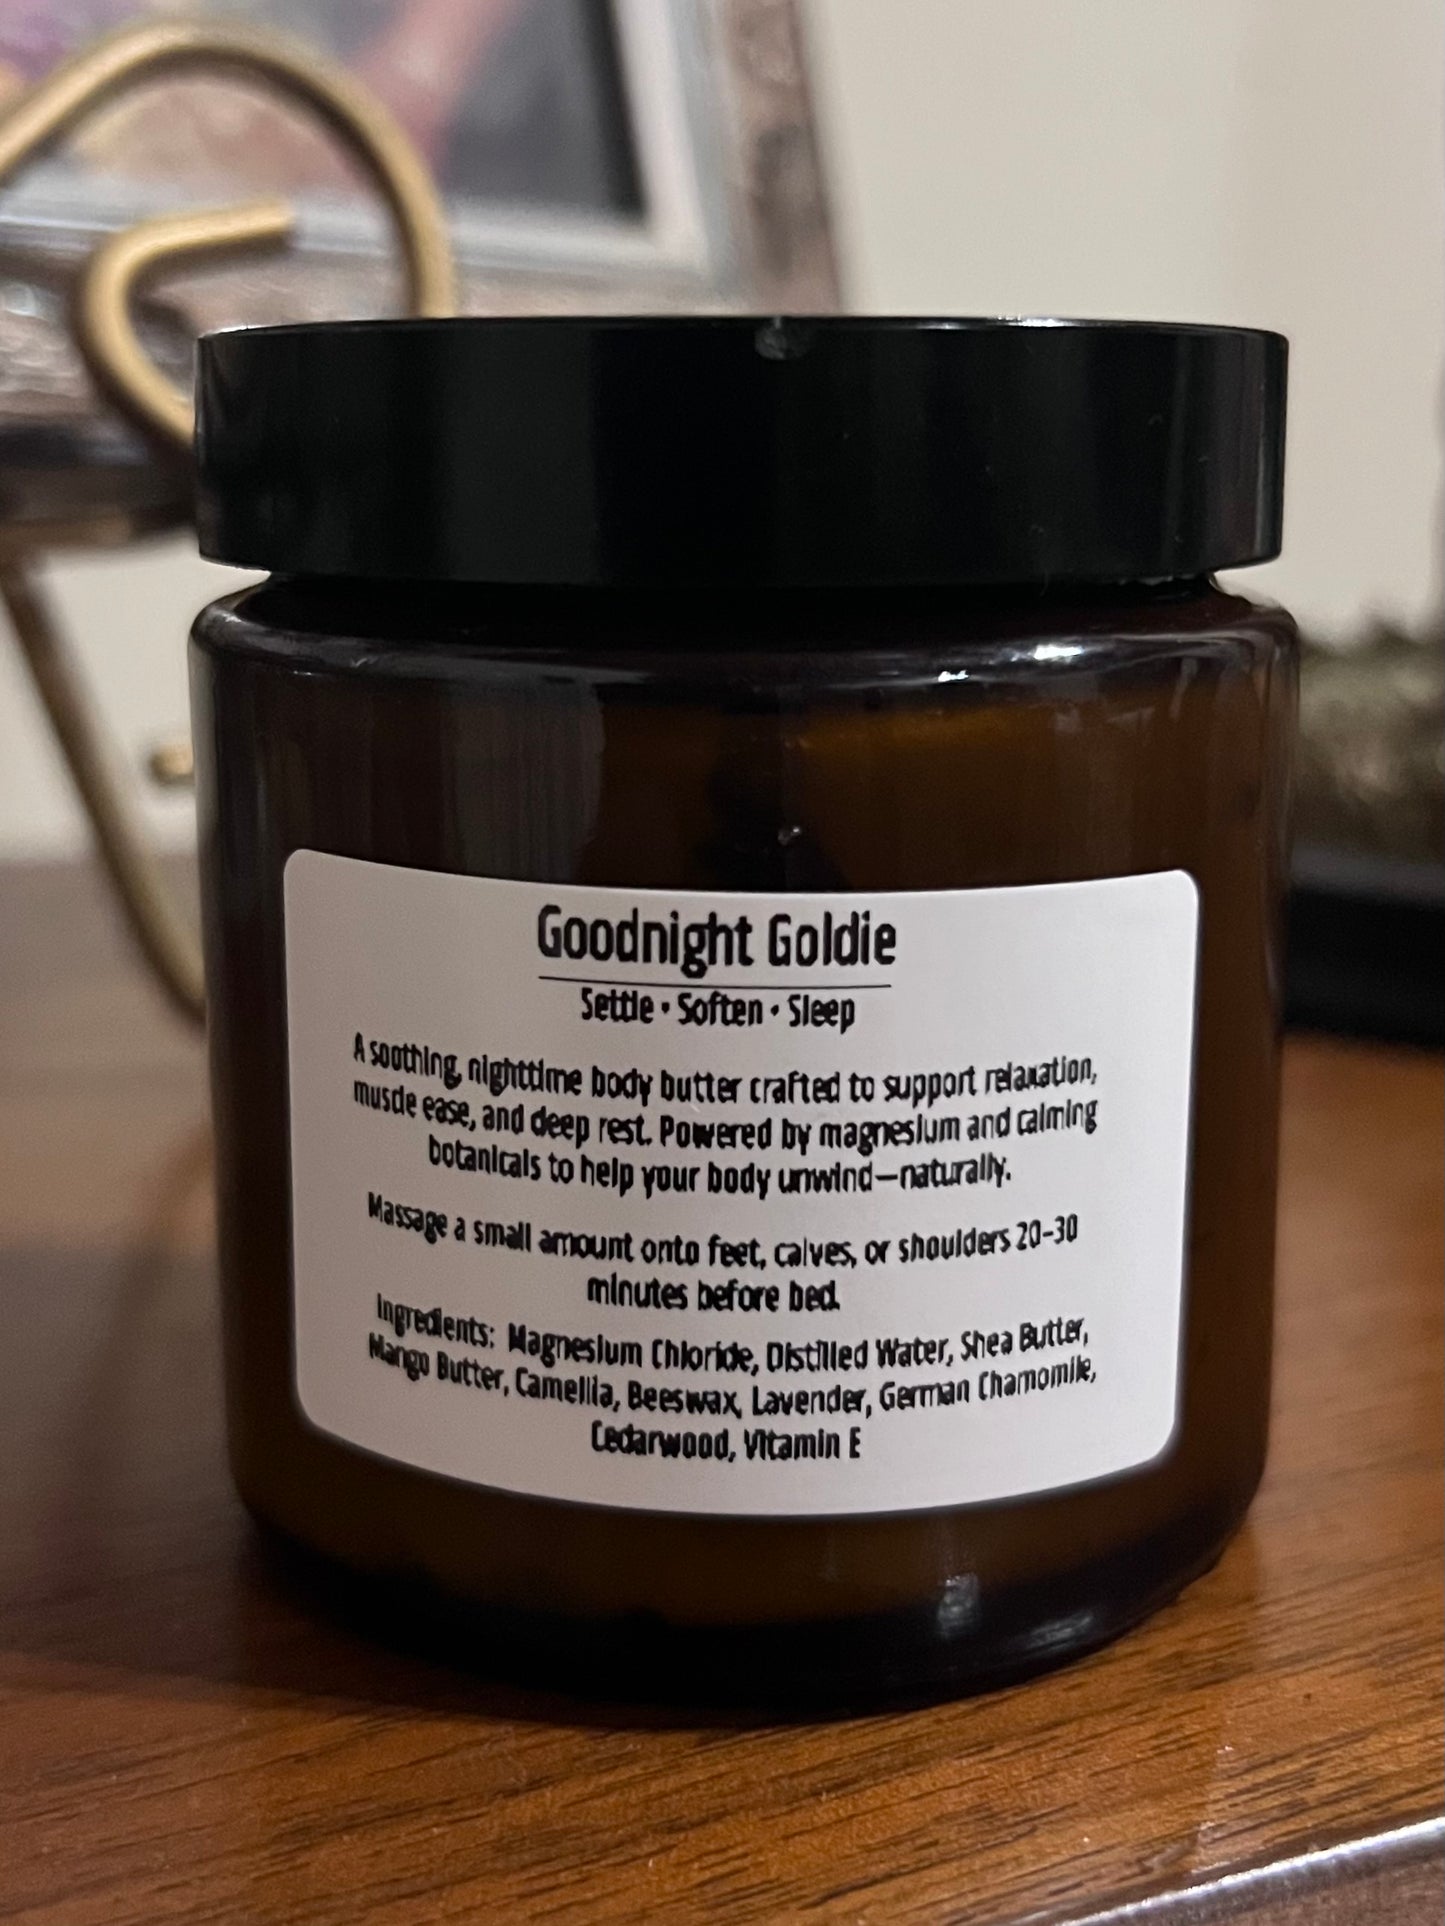 Goodnight Goldie
Settle • Soften • Sleep
A soothing, nighttime body butter crafted to support relaxation,
muscle ease, and deep rest. Powered by magnesium and calming
botanicals to help your body unwind—naturally.
Massage a small amount onto feet, calves, or shoulders 20-30
minutes before bed.
Ingredients: Magnesium Chloride, Distilled Water, Shea Butter,
Mango Butter, Camellia, Beeswax, Lavender, German Chamomile,
Cedarwood, Vitamin E